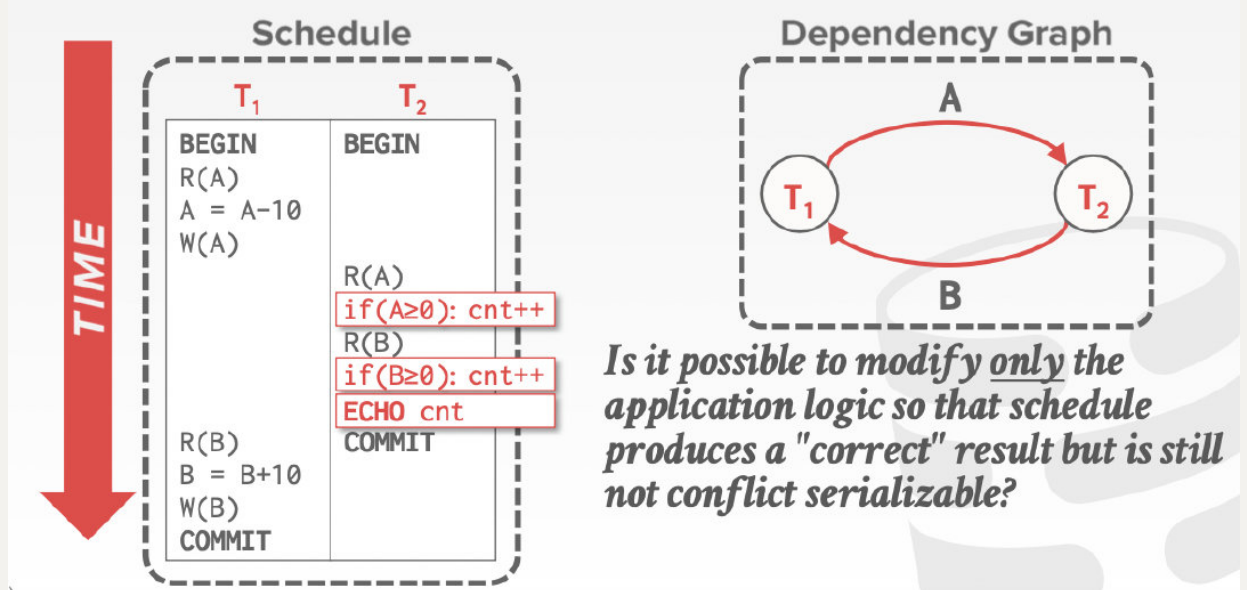 Schedule
TIME
T₁ T₂
BEGIN BEGIN
R(A)
A = A-10
W(A)
R(A)
if(A≥0): cnt++
R(B)
if(B≥0): cnt++
ECHO cnt
R(B) COMMIT
B = B+10
W(B)
COMMIT
Dependency Graph
A
T₁ T₂
B
Is it possible to modify only the
application logic so that schedule
produces a "correct" result but is still
not conflict serializable?